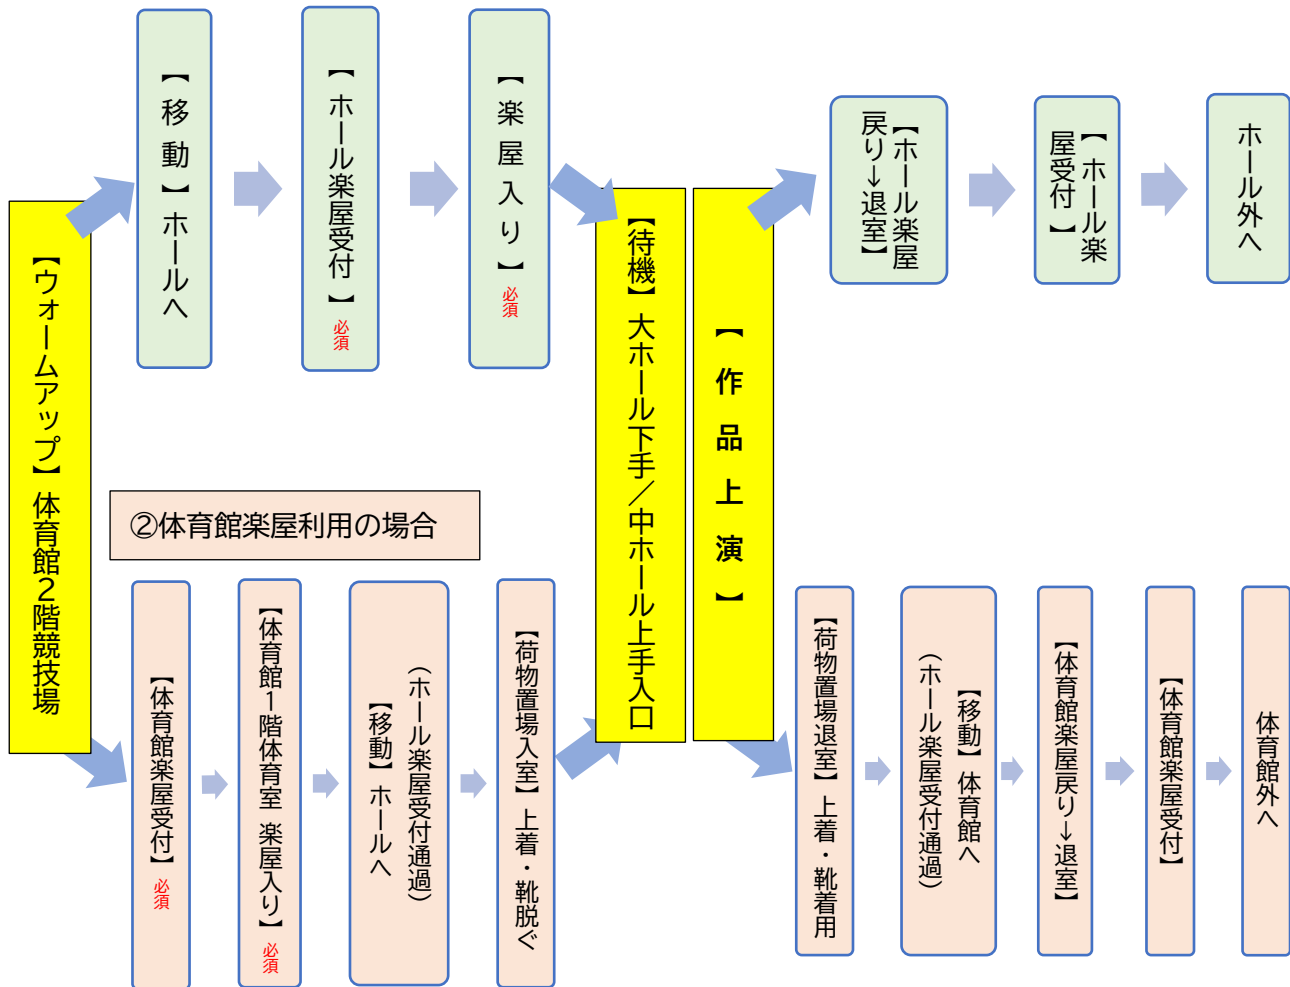 【ウォームアップ】体育館2階競技場
【移動】ホールへ
【ホール楽屋受付】必須
【楽屋入り】必須
【待機】大ホール下手／中ホール上手入口
【作品上演】
【ホール楽屋
戻り→退室】
【ホール楽
屋受付】
ホール外へ
②体育館楽屋利用の場合
【体育館楽屋受付】必須
【体育館1階体育室 楽屋入り】必須
（ホール楽屋受付通過）
【移動】ホールへ
【荷物置場入室】上着・靴脱ぐ
【荷物置場退室】上着・靴着用
【移動】体育館へ
（ホール楽屋受付通過）
【体育館楽屋戻り→退室】
【体育館楽屋受付】
体育館外へ